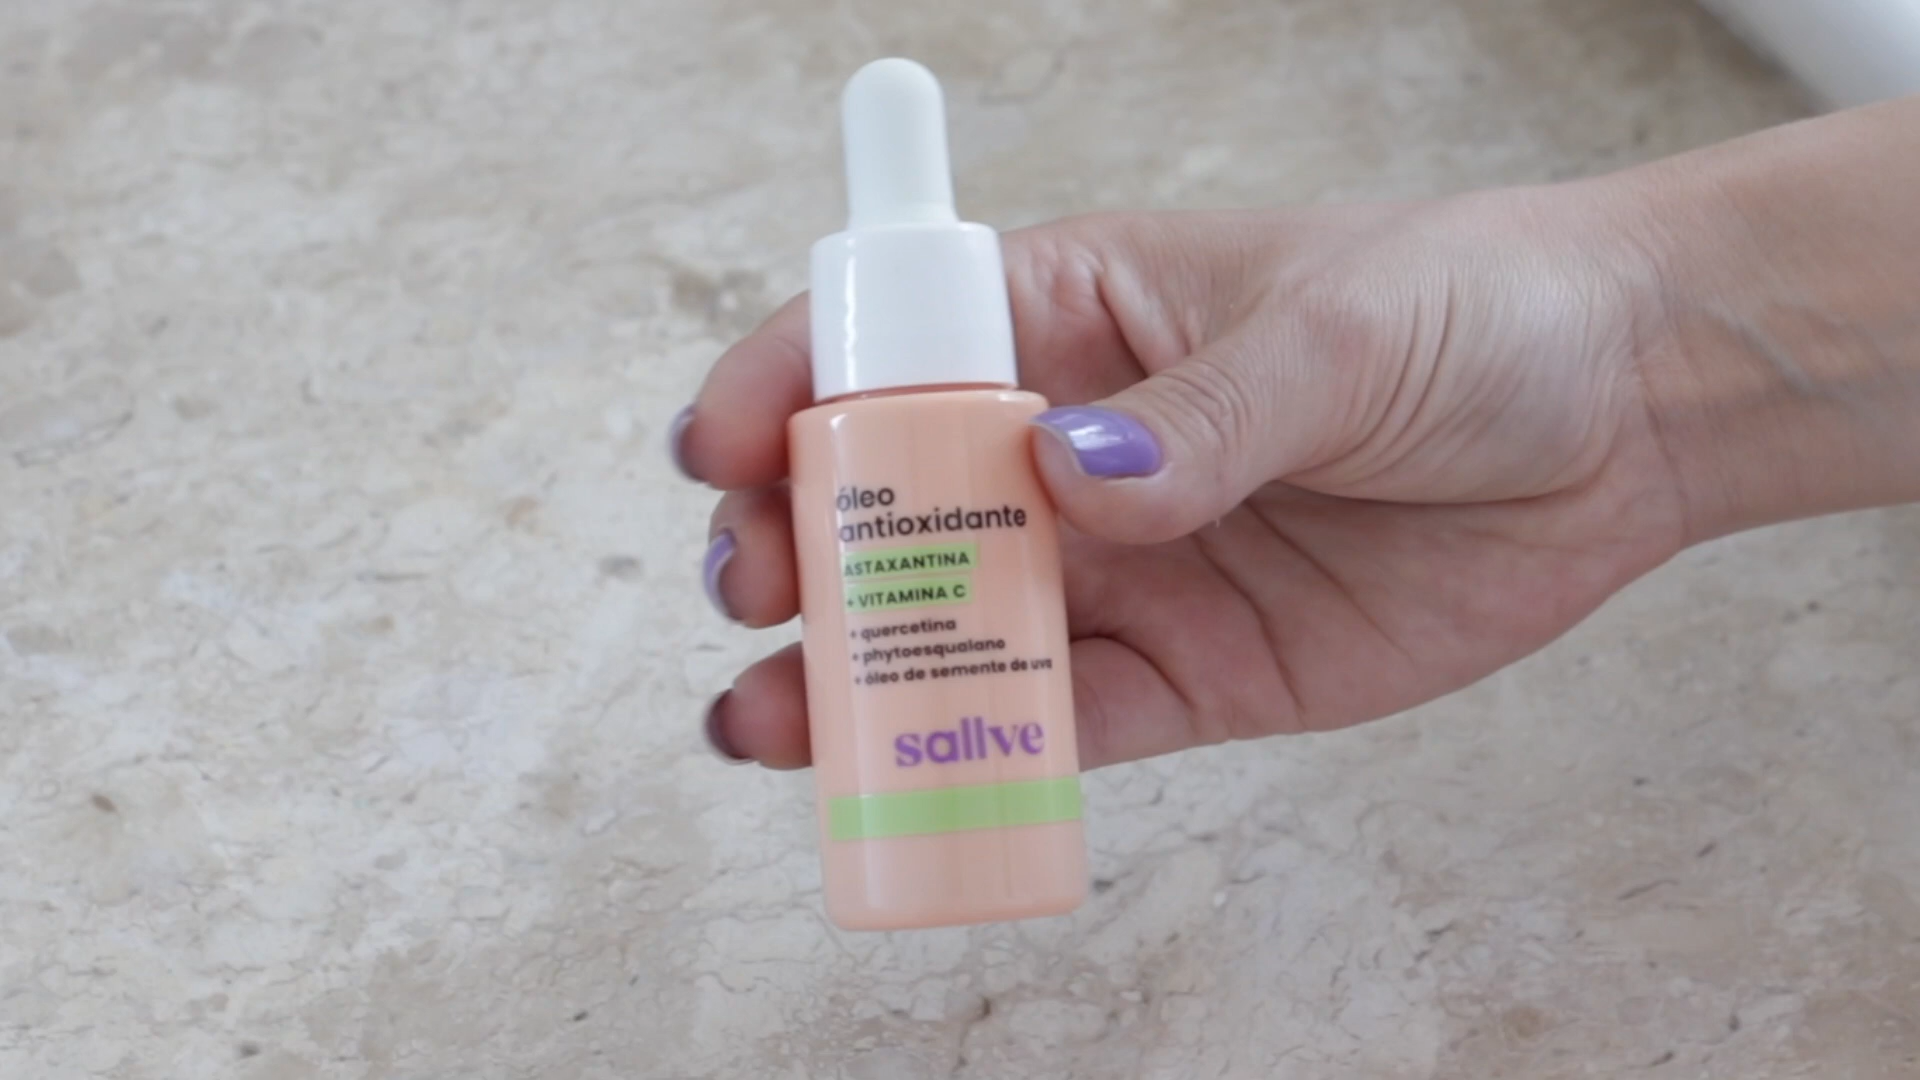 óleo
antioxidante
ASTAXANTINA
+ VITAMINA C
+ quercetina
+ phytoesqualano
+ óleo de semente de uva
sallve